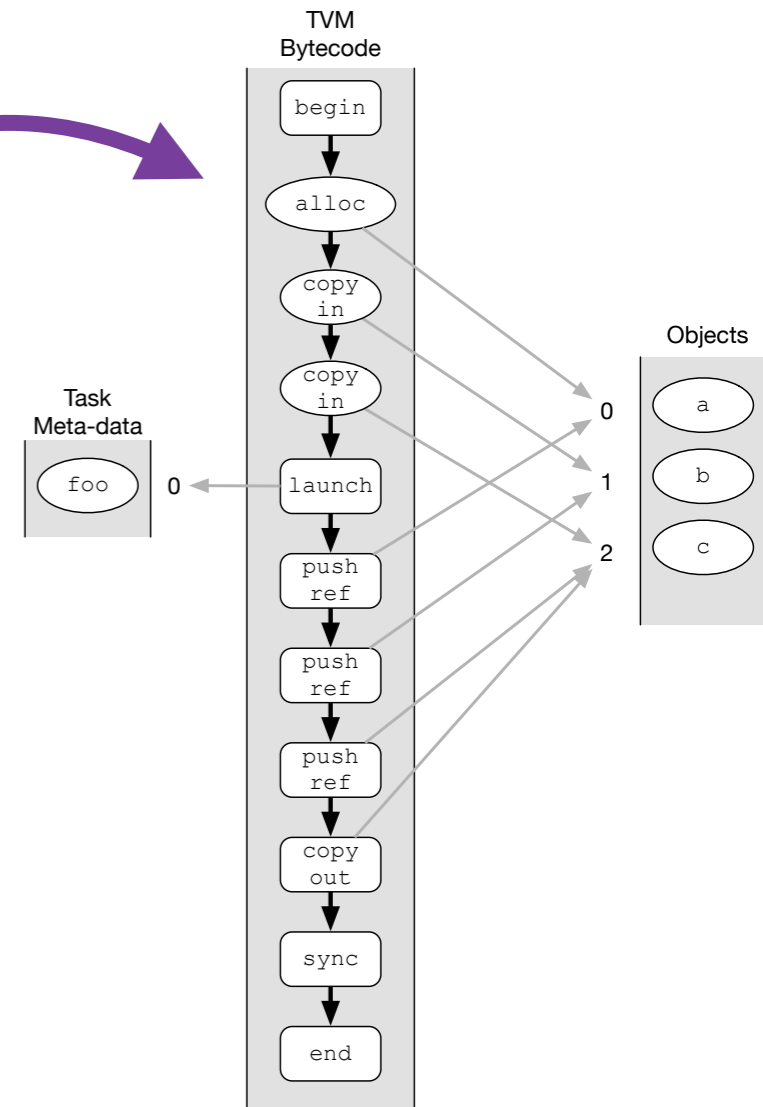 TVM
Bytecode
begin
alloc
copy
in
copy
in
launch
push
ref
push
ref
push
ref
copy
out
sync
end
Task
Meta-data
foo
0
Objects
0
a
1
b
2
c